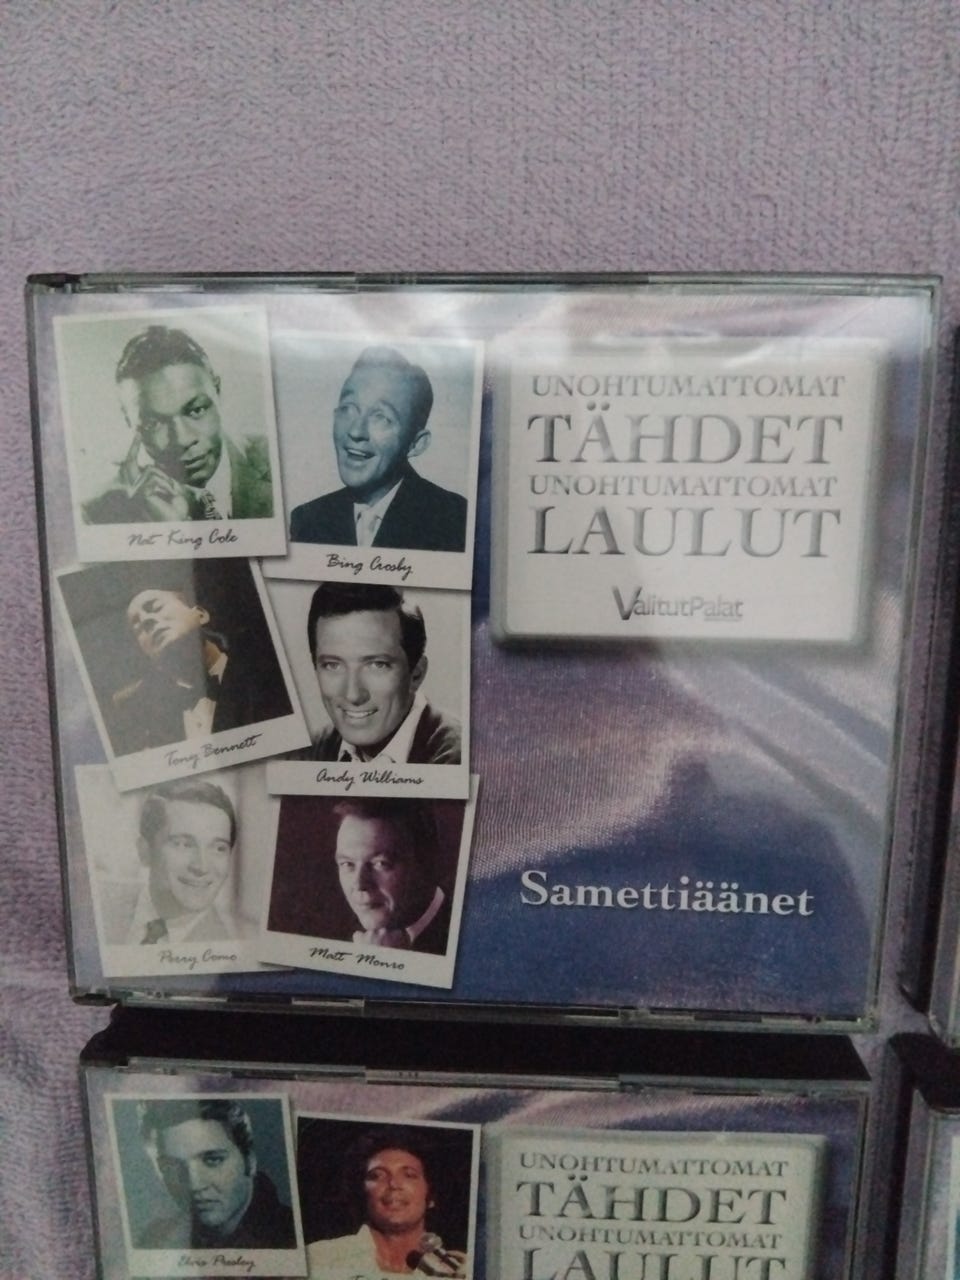 Nat King Cole
Bing Crosby
Tony Bennett
Andy Williams
Perry Como
Matt Monro
UNOHTUMATTOMAT
TÄHDET
UNOHTUMATTOMAT
LAULUT
ValitutPalat
Samettiäänet
Elvis Presley
UNOHTUMATTOMAT
TÄHDET
UNOHTUMATTOMAT
LAULUT